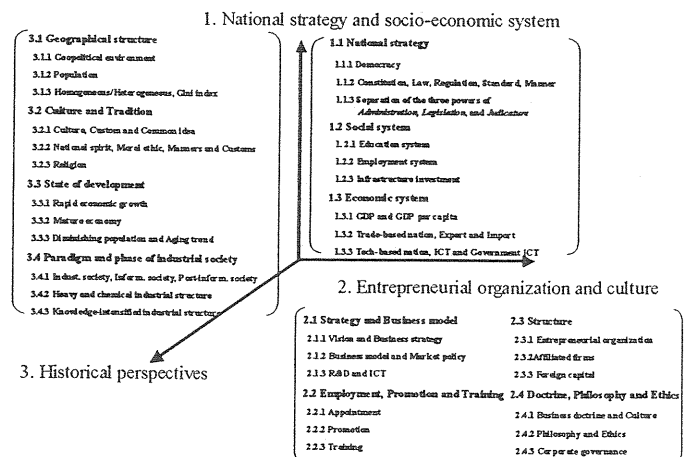 1. National strategy and socio-economic system
3.1 Geographical structure
3.1.1 Geopolitical environment
3.1.2 Population
3.1.3 Homogeneous/Heterogeneous, Gini index
3.2 Culture and Tradition
3.2.1 Culture, Custom and Common Idea
3.2.2 National spirit, Moral ethic, Manners and Customs
3.2.3 Religion
3.3 State of development
3.3.1 Rapid economic growth
3.3.2 Mature economy
3.3.3 Diminishing population and Aging trend
3.4 Paradigm and phase of industrial society
3.4.1 Indust. society, Inform. society, Post-inform. society
3.4.2 Heavy and chemical industrial structure
3.4.3 Knowledge-intensified industrial structure
1.1 National strategy
1.1.1 Democracy
1.1.2 Constitution, Law, Regulation, Standard, Manner
1.1.3 Separation of the three powers of
Administration, Legislation, and Judicature
1.2 Social system
1.2.1 Education system
1.2.2 Employment system
1.2.3 Infrastructure investment
1.3 Economic system
1.3.1 GDP and GDP per capita
1.3.2 Trade-based nation, Export and Import
1.3.3 Tech-based nation, ICT and Government ICT
2. Entrepreneurial organization and culture
2.1 Strategy and Business model
2.1.1 Vision and Business strategy
2.1.2 Business model and Market policy
2.1.3 R&D and ICT
2.2 Employment, Promotion and Training
2.2.1 Appointment
2.2.2 Promotion
2.2.3 Training
2.3 Structure
2.3.1 Entrepreneurial organization
2.3.2Affiliated firms
2.3.3 Foreign capital
2.4 Doctrine, Philosophy and Ethics
2.4.1 Business doctrine and Culture
2.4.2 Philosophy and Ethics
2.4.3 Corporate governance
3. Historical perspectives